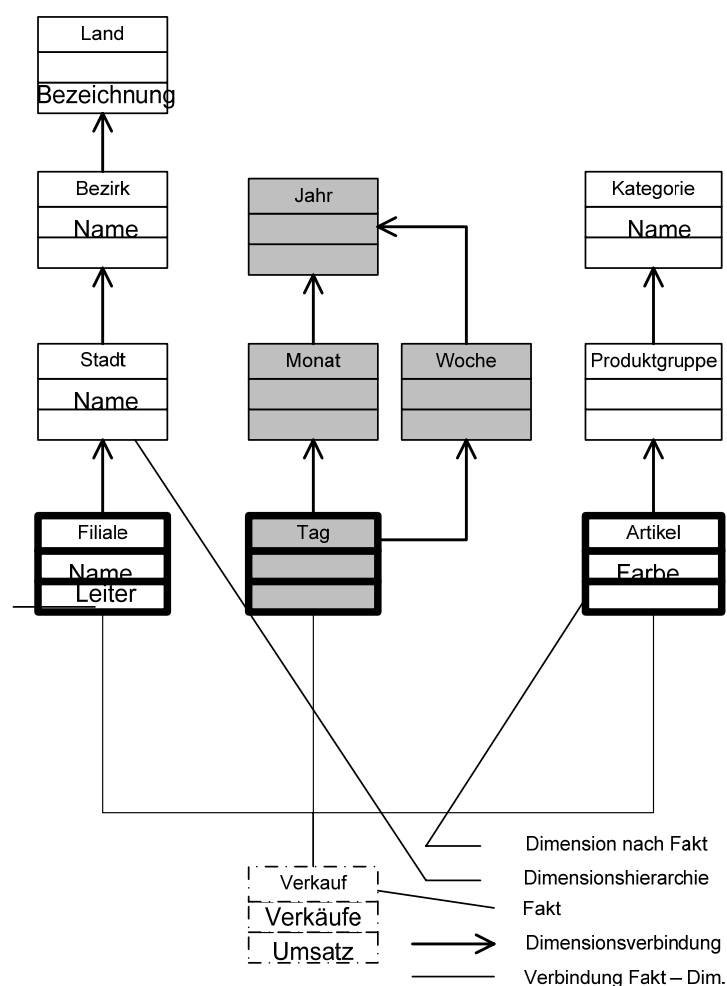 Land
Bezeichnung
Bezirk
Name
Jahr
Kategorie
Name
Stadt
Name
Monat
Woche
Produktgruppe
Filiale
Name
Leiter
Tag
Artikel
Farbe
Verkauf
Verkäufe
Umsatz
Dimension nach Fakt
Dimensionshierarchie
Fakt
Dimensionsverbindung
Verbindung Fakt – Dim.